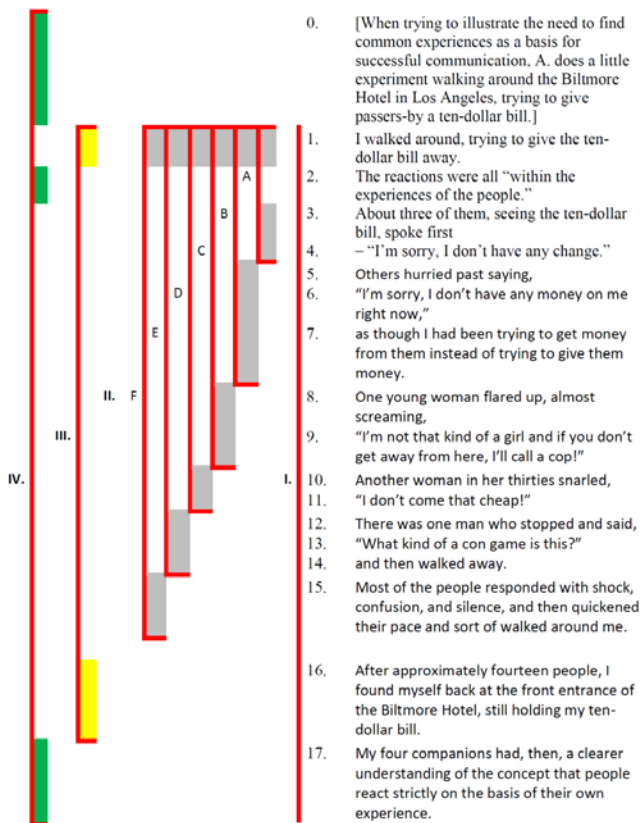 0. [When trying to illustrate the need to find
common experiences as a basis for
successful communication, A. does a little
experiment walking around the Biltmore
Hotel in Los Angeles, trying to give
passers-by a ten-dollar bill.]
1. I walked around, trying to give the ten-
dollar bill away.
2. The reactions were all “within the
experiences of the people.”
3. About three of them, seeing the ten-dollar
bill, spoke first
4. – “I’m sorry, I don’t have any change.”
5. Others hurried past saying,
6. “I’m sorry, I don’t have any money on me
right now,”
7. as though I had been trying to get money
from them instead of trying to give them
money.
8. One young woman flared up, almost
screaming,
9. “I’m not that kind of a girl and if you don’t
get away from here, I’ll call a cop!”
10. Another woman in her thirties snarled,
11. “I don’t come that cheap!”
12. There was one man who stopped and said,
13. “What kind of a con game is this?”
14. and then walked away.
15. Most of the people responded with shock,
confusion, and silence, and then quickened
their pace and sort of walked around me.
16. After approximately fourteen people, I
found myself back at the front entrance of
the Biltmore Hotel, still holding my ten-
dollar bill.
17. My four companions had, then, a clearer
understanding of the concept that people
react strictly on the basis of their own
experience.
A
B
C
D
E
II. F
III.
IV.
I.